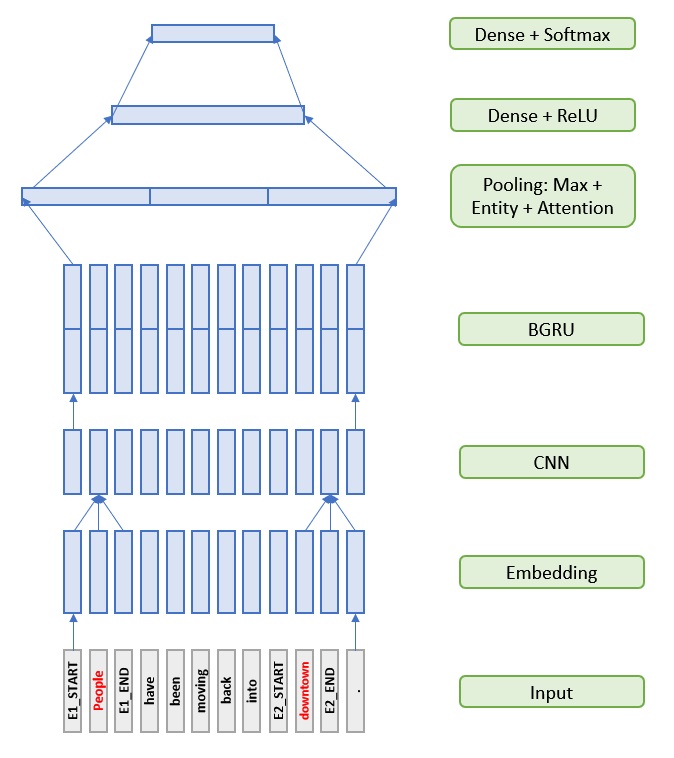 Dense + Softmax
Dense + ReLU
Pooling: Max +
Entity + Attention
BGRU
CNN
Embedding
E1_START
People
E1_END
have
been
moving
back
into
E2_START
downtown
E2_END
.
Input